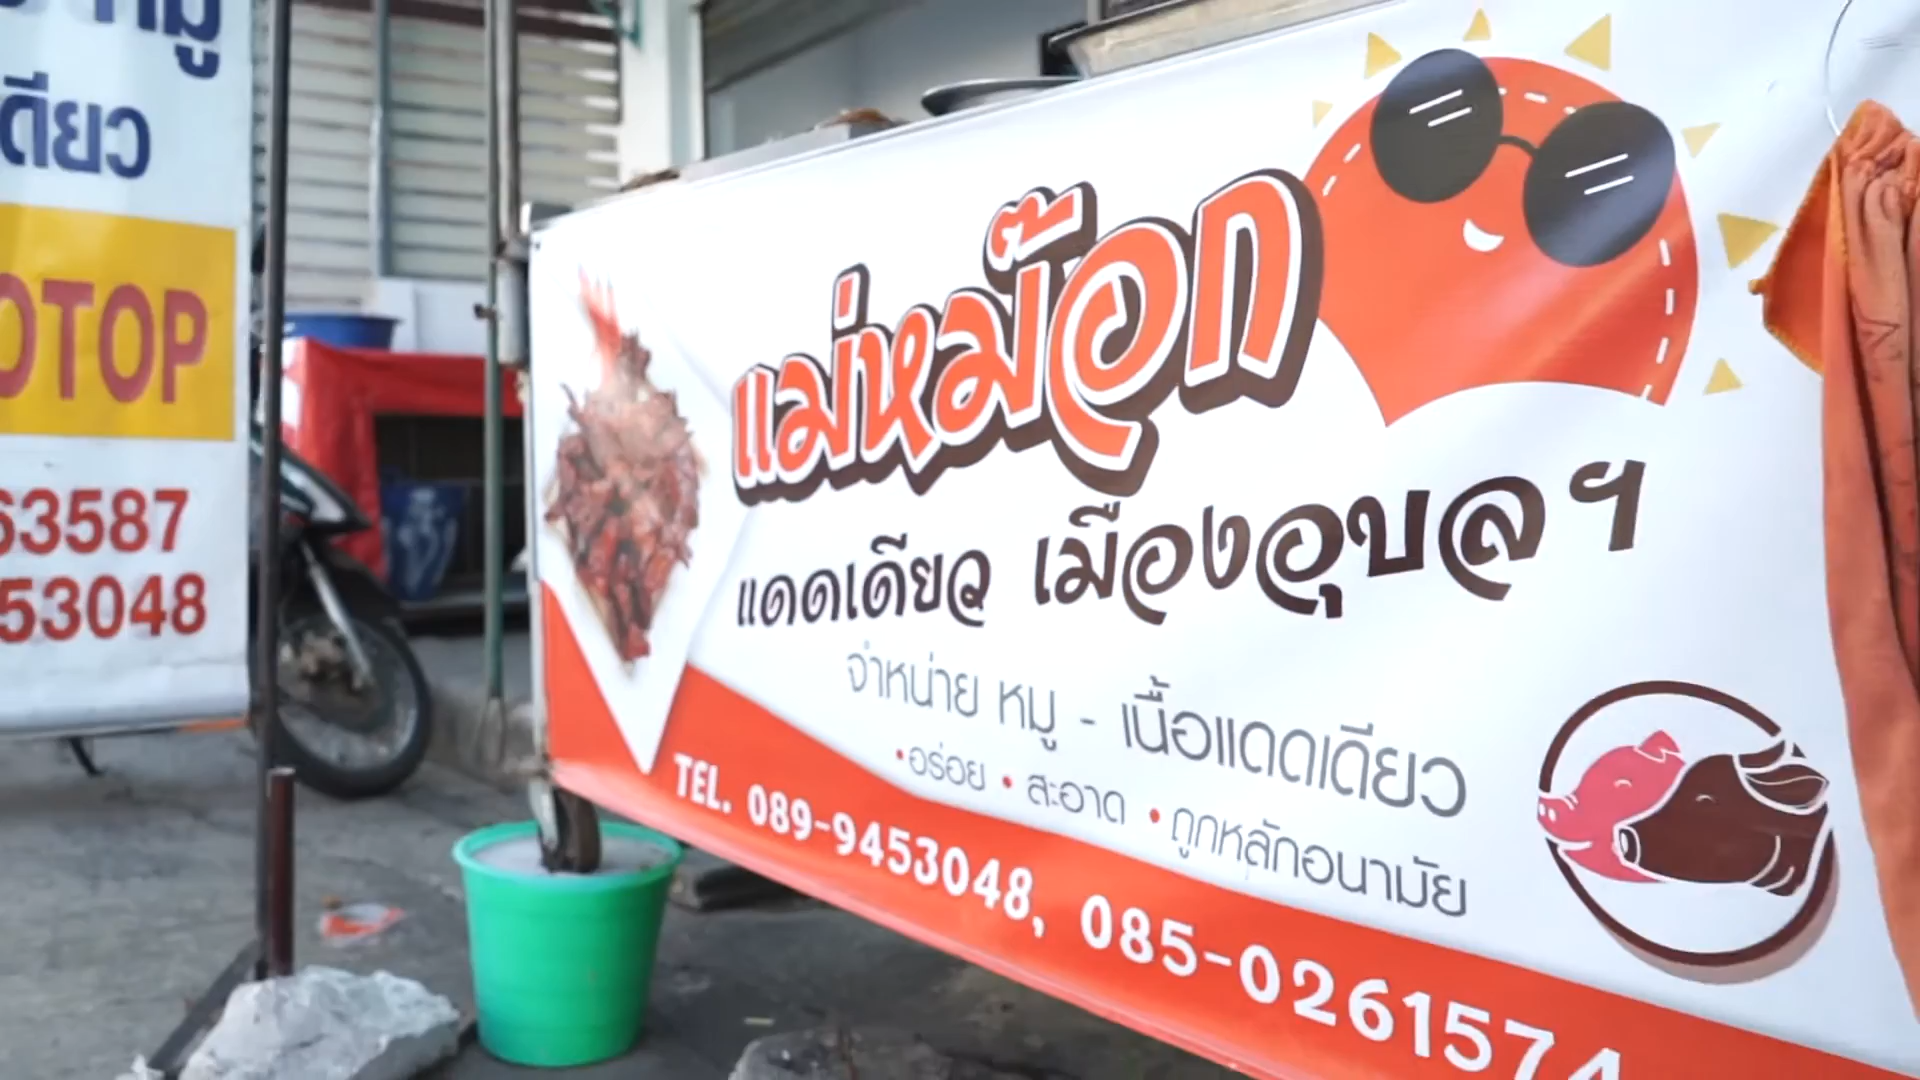 ดียว
OTOP
63587
53048
แม่หม๊อก
แดดเดียว เมืองอุบลฯ
จำหน่าย หมู - เนื้อแดดเดียว
• อร่อย • สะอาด • ถูกหลักอนามัย
TEL. 089-9453048, 085-0261574